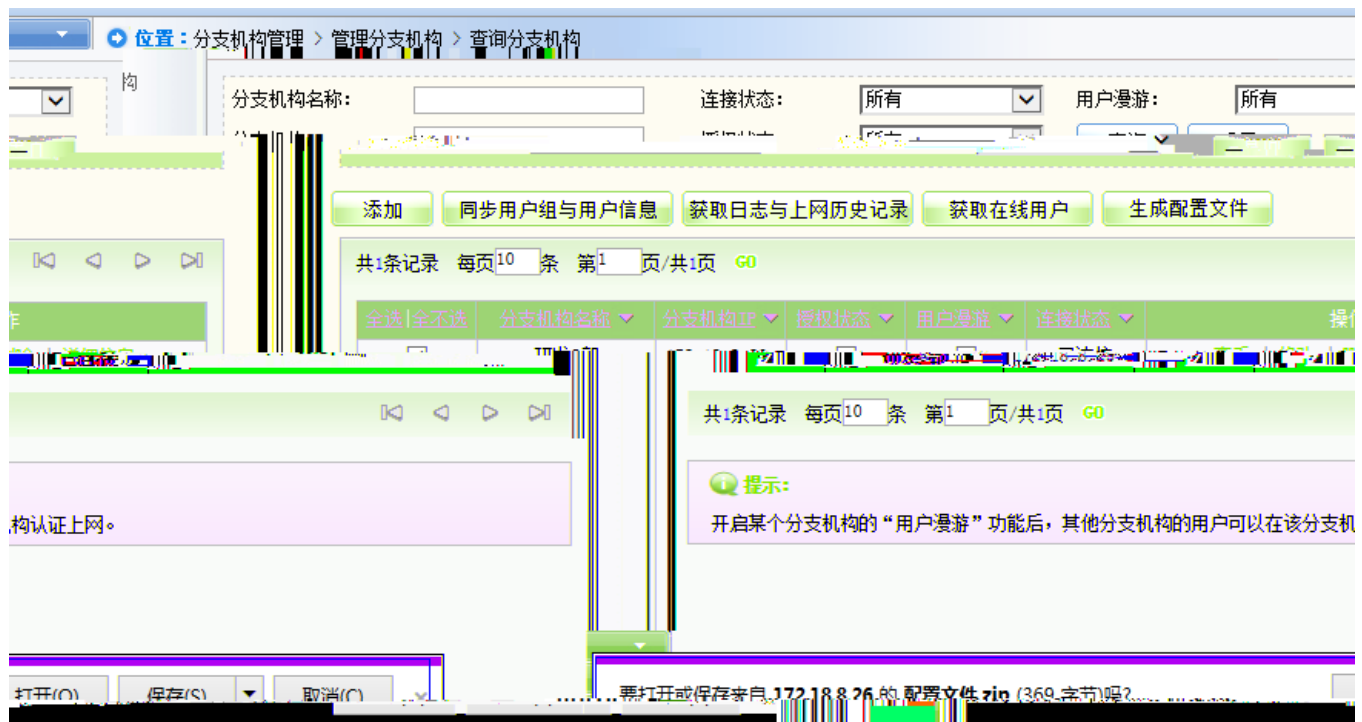 位置：分支机构管理 > 管理分支机构 > 查询分支机构
构
分支机构名称： 连接状态： 所有 用户漫游： 所有
添加 同步用户组与用户信息 获取日志与上网历史记录 获取在线用户 生成配置文件
共1条记录 每页10 条 第1 页/共1页 GO
作 全选|全不选 分支机构名称 分支机构IP 授权状态 用户漫游 连接状态
共1条记录 每页10 条 第1 页/共1页 GO
提示：
构认证上网。 开启某个分支机构的“用户漫游”功能后，其他分支机构的用户可以在该分支机
打开(O) 保存(S) 取消(C) 要打开或保存来自 172.18.8.26 的 配置文件.zip (369 字节)吗?